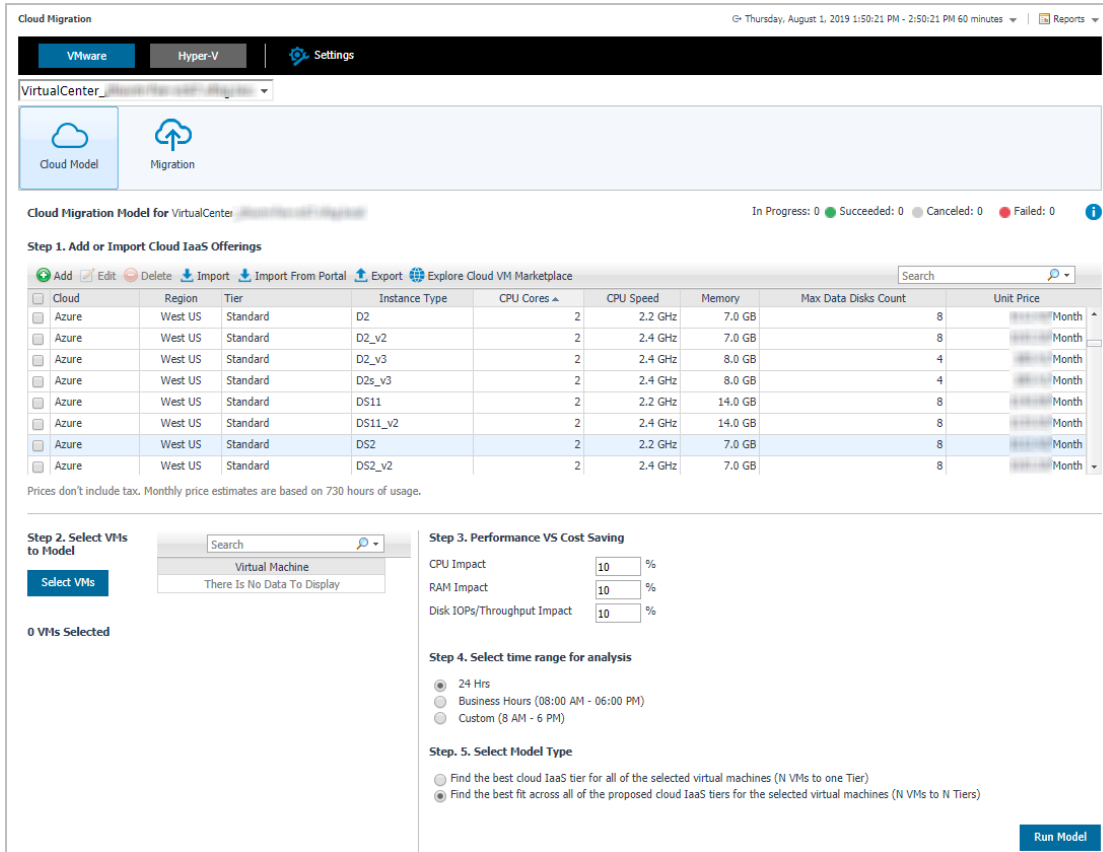 Cloud Migration
Thursday, August 1, 2019 1:50:21 PM - 2:50:21 PM 60 minutes | Reports
VMware Hyper-V | Settings
VirtualCenter_
Cloud Model Migration
Cloud Migration Model for VirtualCenter In Progress: 0 Succeeded: 0 Canceled: 0 Failed: 0
Step 1. Add or Import Cloud IaaS Offerings
Add Edit Delete Import Import From Portal Export Explore Cloud VM Marketplace Search
Cloud Region Tier Instance Type CPU Cores CPU Speed Memory Max Data Disks Count Unit Price
Azure West US Standard D2 2 2.2 GHz 7.0 GB 8 Month
Azure West US Standard D2_v2 2 2.4 GHz 7.0 GB 8 Month
Azure West US Standard D2_v3 2 2.4 GHz 8.0 GB 4 Month
Azure West US Standard D2s_v3 2 2.4 GHz 8.0 GB 4 Month
Azure West US Standard DS11 2 2.2 GHz 14.0 GB 8 Month
Azure West US Standard DS11_v2 2 2.4 GHz 14.0 GB 8 Month
Azure West US Standard DS2 2 2.2 GHz 7.0 GB 8 Month
Azure West US Standard DS2_v2 2 2.4 GHz 7.0 GB 8 Month
Prices don't include tax. Monthly price estimates are based on 730 hours of usage.
Step 2. Select VMs
to Model
Select VMs
0 VMs Selected
Search
Virtual Machine
There Is No Data To Display
Step 3. Performance VS Cost Saving
CPU Impact 10 %
RAM Impact 10 %
Disk IOPs/Throughput Impact 10 %
Step 4. Select time range for analysis
24 Hrs
Business Hours (08:00 AM - 06:00 PM)
Custom (8 AM - 6 PM)
Step. 5. Select Model Type
Find the best cloud IaaS tier for all of the selected virtual machines (N VMs to one Tier)
Find the best fit across all of the proposed cloud IaaS tiers for the selected virtual machines (N VMs to N Tiers)
Run Model